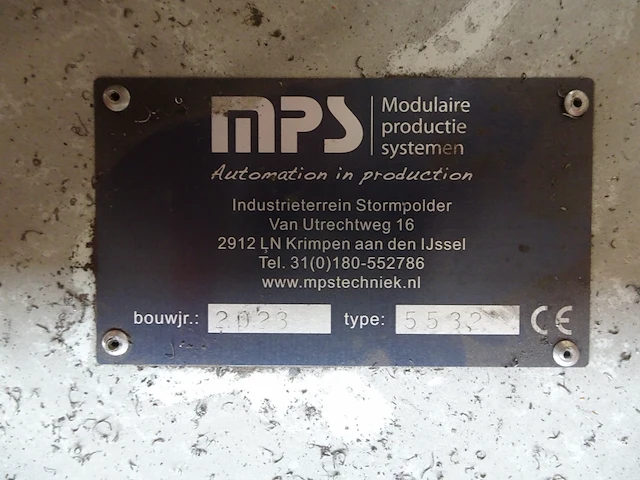 MPS
Modulaire
productie
systemen
Automation in production
Industrieterrein Stormpolder
Van Utrechtweg 16
2912 LN Krimpen aan den IJssel
Tel. 31(0)180-552786
www.mpstechniek.nl
bouwjr.: 2023 type: 5532 CE